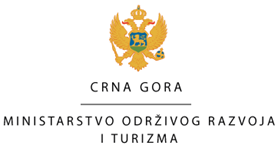 CRNA GORA
MINISTARSTVO ODRŽIVOG RAZVOJA
I TURIZMA